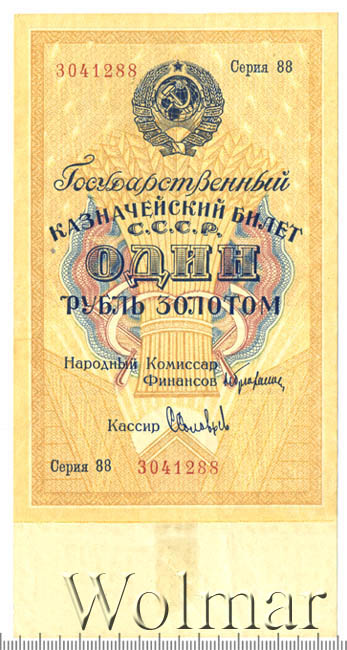 3041288 Серия 88
Государственный
КАЗНАЧЕЙСКИЙ БИЛЕТ
С.С.С.Р.
ОДИН
РУБЛЬ ЗОЛОТОМ
Народный Комиссар
Финансов
Кассир
Серия 88 3041288
Wolmar